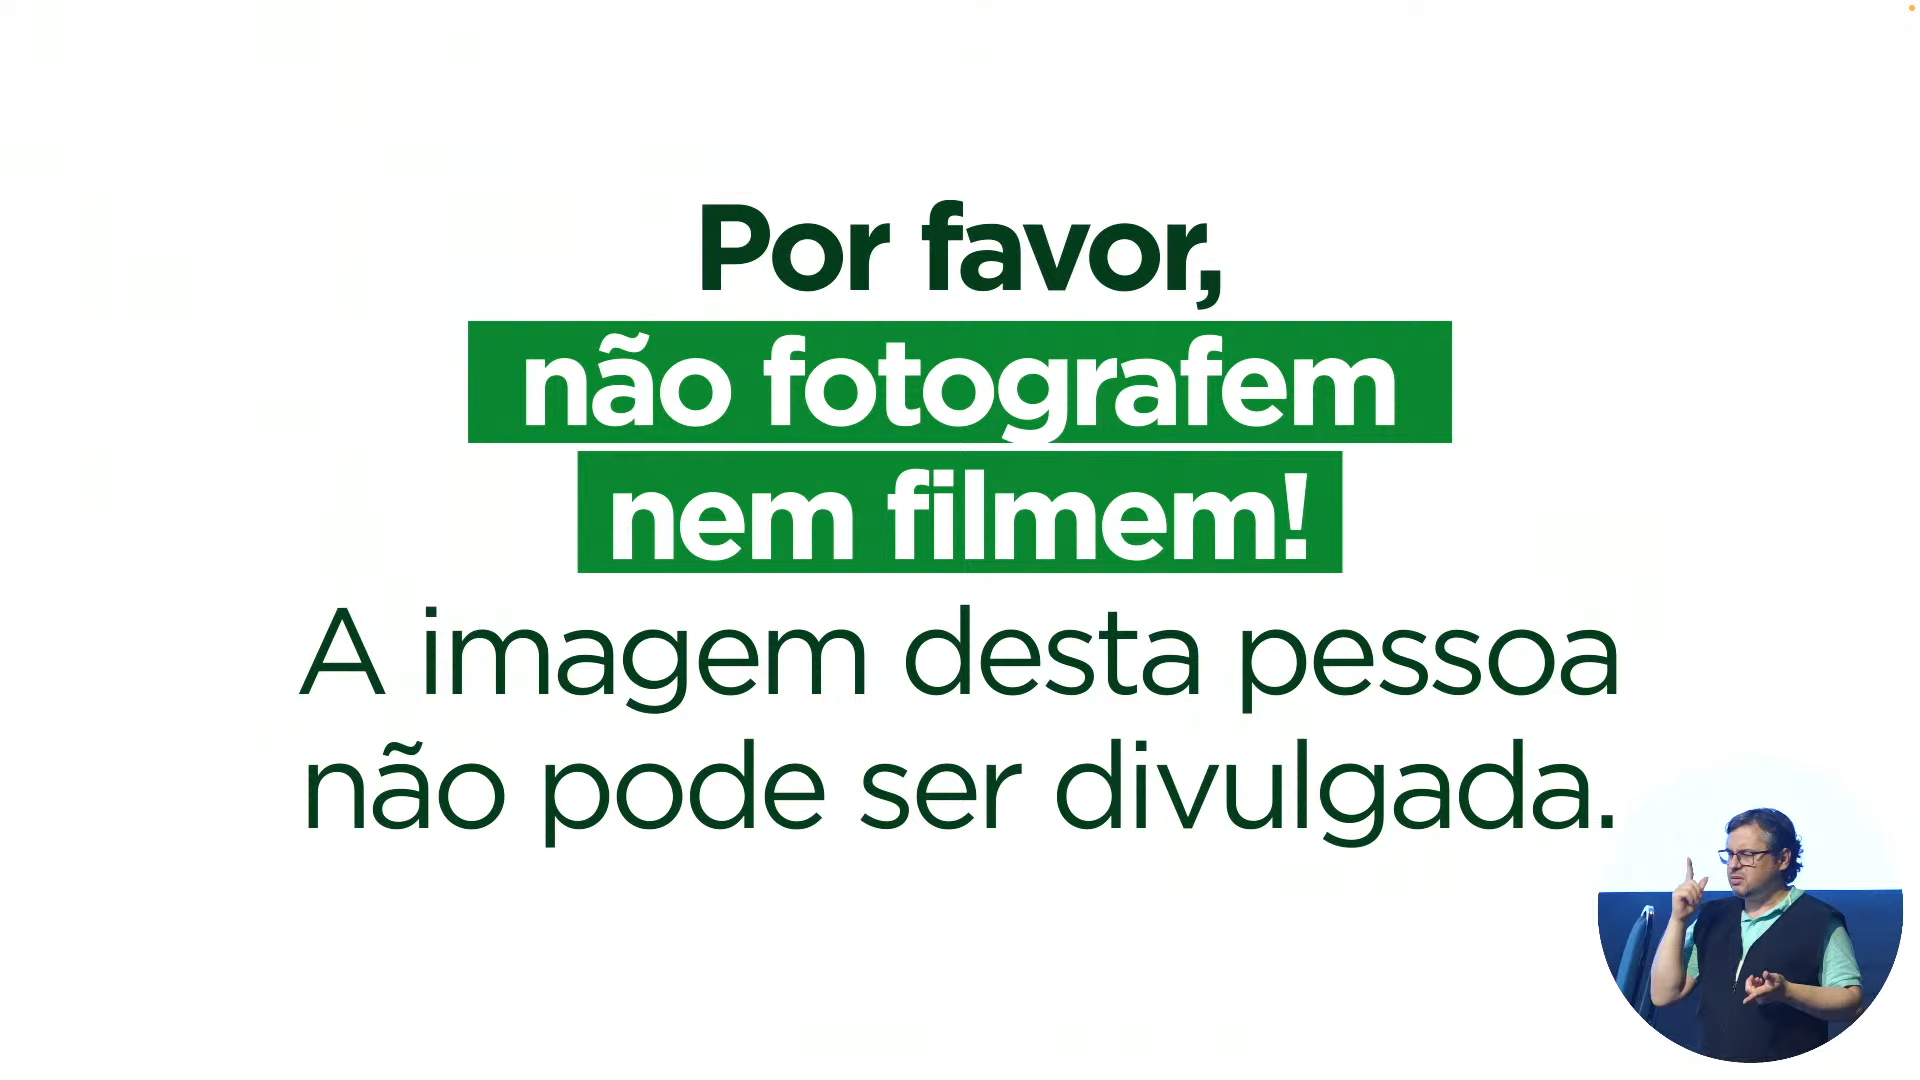 Por favor,
não fotografem
nem filmem!
A imagem desta pessoa
não pode ser divulgada.